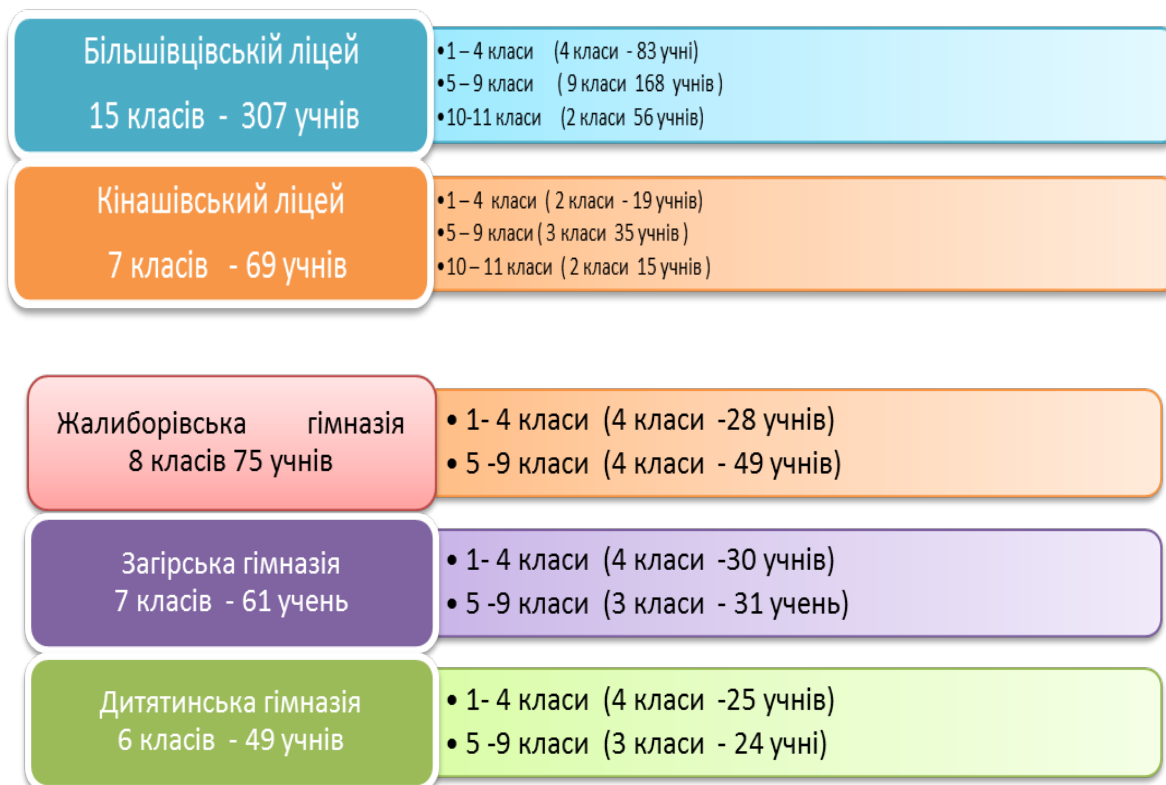 Більшівцівській ліцей
15 класів - 307 учнів
•1 – 4 класи (4 класи - 83 учні)
•5 – 9 класи ( 9 класи 168 учнів )
•10-11 класи (2 класи 56 учнів)
Кінашівський ліцей
7 класів - 69 учнів
•1 – 4 класи ( 2 класи - 19 учнів)
•5 – 9 класи ( 3 класи 35 учнів )
•10 – 11 класи ( 2 класи 15 учнів )
Жалиборівська гімназія
8 класів 75 учнів
• 1- 4 класи (4 класи -28 учнів)
• 5 -9 класи (4 класи - 49 учнів)
Загірська гімназія
7 класів - 61 учень
• 1- 4 класи (4 класи -30 учнів)
• 5 -9 класи (3 класи - 31 учень)
Дитятинська гімназія
6 класів - 49 учнів
• 1- 4 класи (4 класи -25 учнів)
• 5 -9 класи (3 класи - 24 учні)